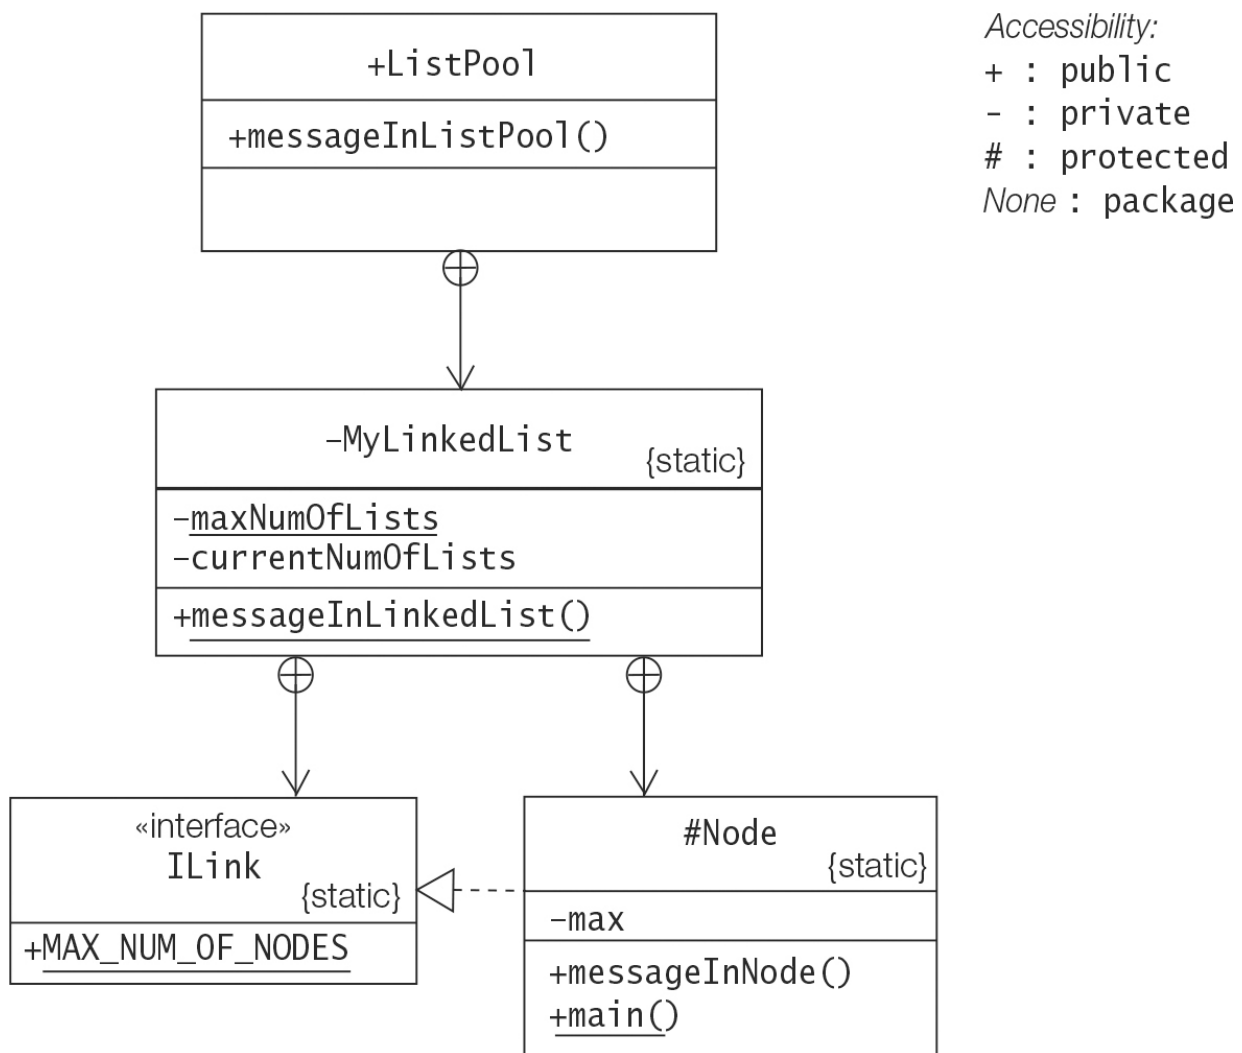 +ListPool
+messageInListPool()
Accessibility:
+ : public
- : private
# : protected
None : package
-MyLinkedList
{static}
-maxNumOfLists
-currentNumOfLists
+messageInLinkedList()
«interface»
ILink
{static}
+MAX_NUM_OF_NODES
#Node
{static}
-max
+messageInNode()
+main()